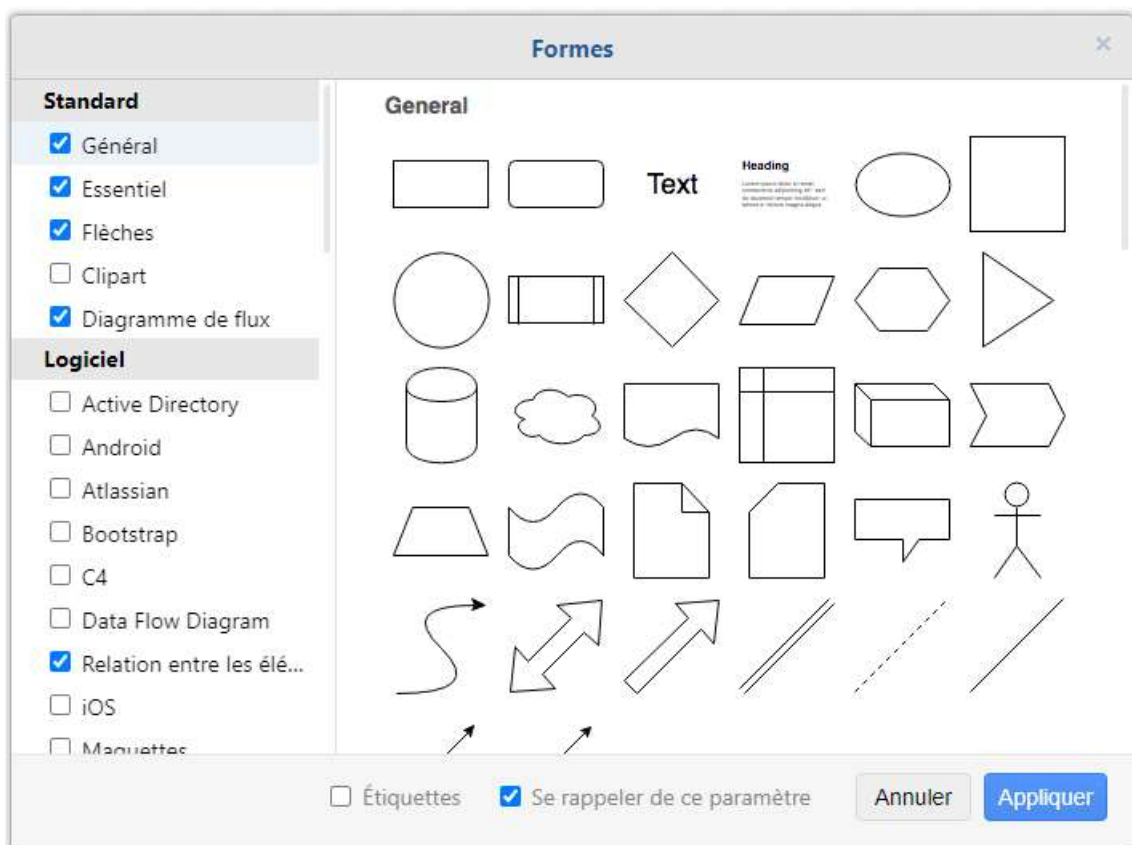 Formes
Standard
Général
Essentiel
Flèches
Clipart
Diagramme de flux
Logiciel
Active Directory
Android
Atlassian
Bootstrap
C4
Data Flow Diagram
Relation entre les élé...
iOS
Maquettes
General
Text
Heading
Étiquettes
Se rappeler de ce paramètre
Annuler
Appliquer